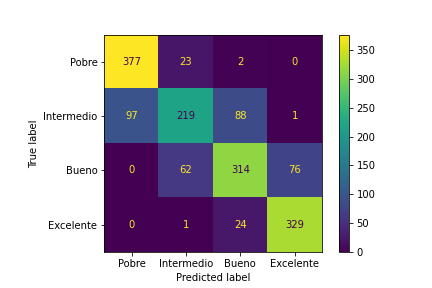 Pobre 377 23 2 0
Intermedio 97 219 88 1
Bueno 0 62 314 76
Excelente 0 1 24 329
Pobre Intermedio Bueno Excelente
Predicted label
True label
350
300
250
200
150
100
50
0